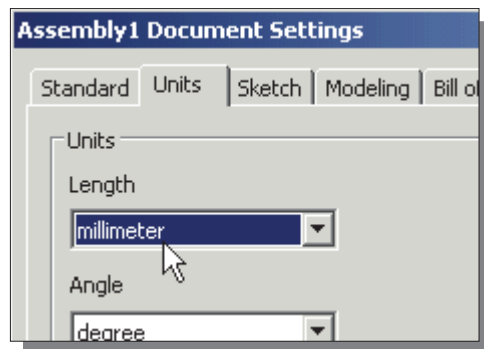 Assembly1 Document Settings
Standard Units Sketch Modeling Bill of
Units
Length
millimeter
Angle
degree